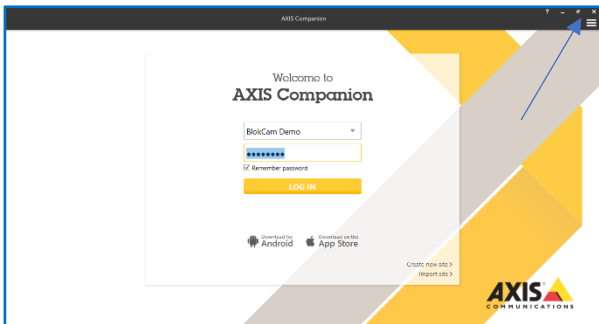 AXIS Companion
?
Welcome to
AXIS Companion
BlokCam Demo
Remember password
LOG IN
Download for
Android
Download on the
App Store
Create new site >
Import site >
AXIS
COMMUNICATIONS